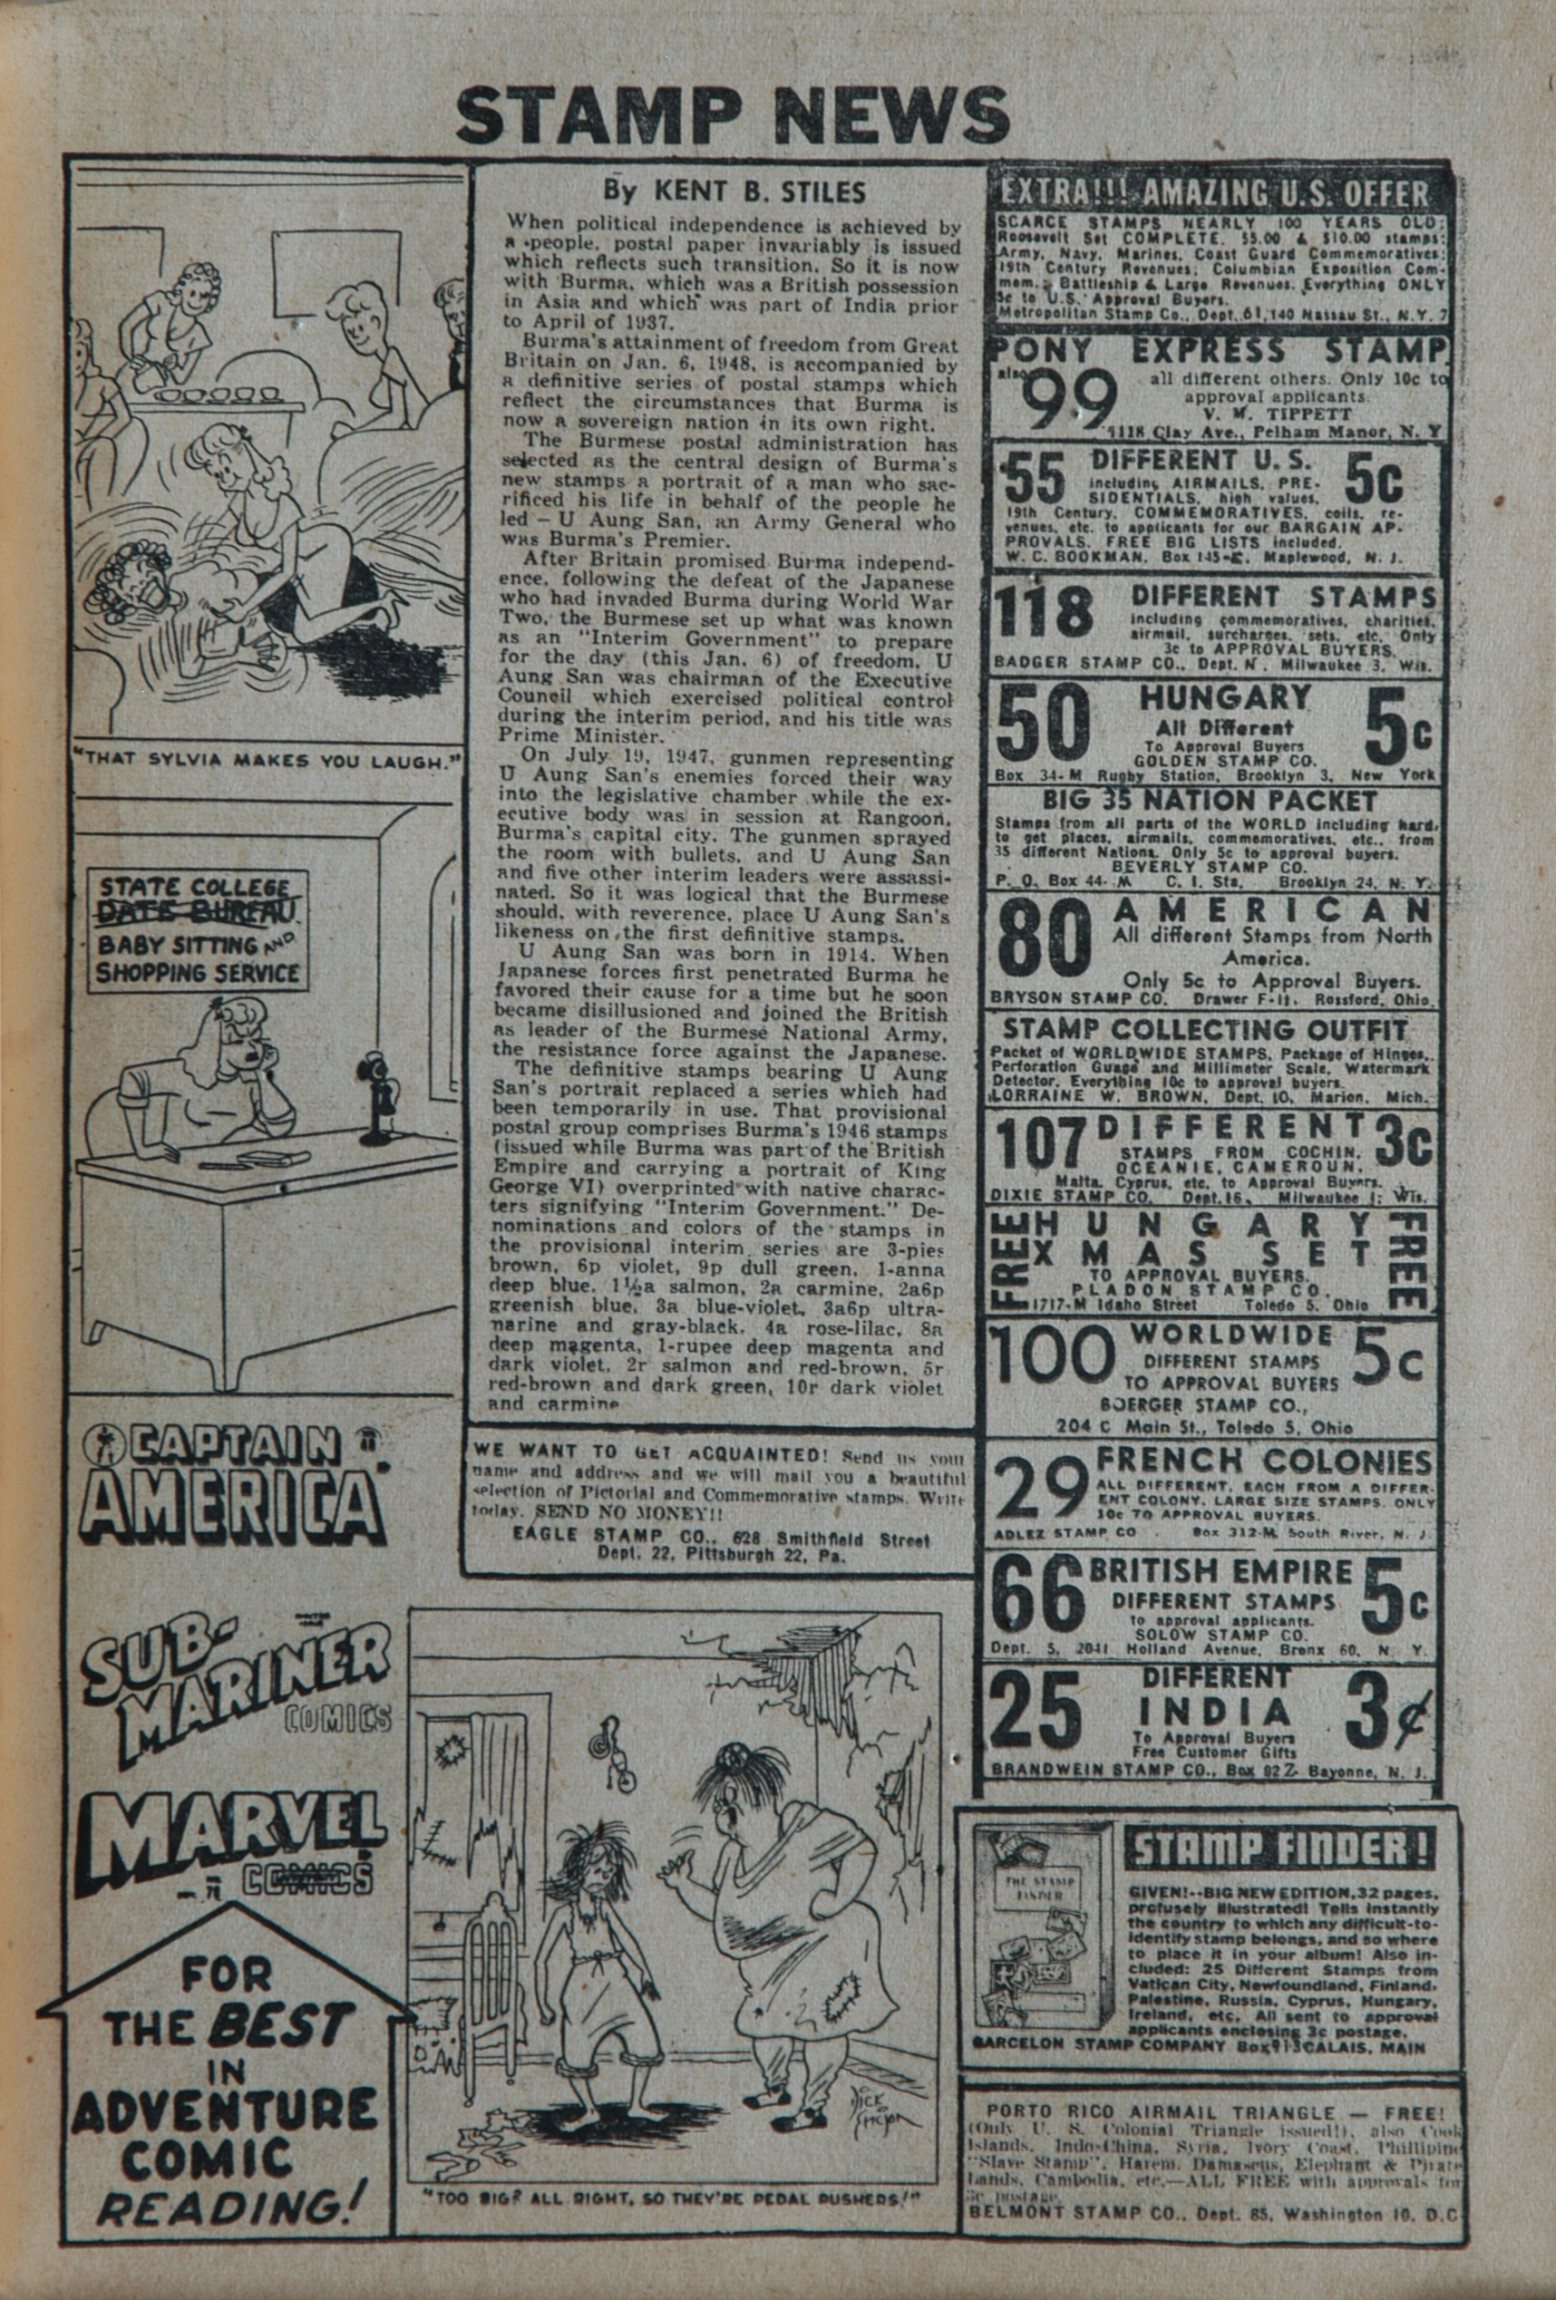 STAMP NEWS
"THAT SYLVIA MAKES YOU LAUGH."
STATE COLLEGE
DATE BUREAU
BABY SITTING AND
SHOPPING SERVICE
CAPTAIN
AMERICA
SUB-
MARINER
COMICS
MARVEL
COMICS
FOR
THE BEST
IN
ADVENTURE
COMIC
READING!
By KENT B. STILES
When political independence is achieved by
a people, postal paper invariably is issued
which reflects such transition. So it is now
with Burma, which was a British possession
in Asia and which was part of India prior
to April of 1937.
Burma's attainment of freedom from Great
Britain on Jan. 6, 1948, is accompanied by
a definitive series of postal stamps which
reflect the circumstances that Burma is
now a sovereign nation in its own right.
The Burmese postal administration has
selected as the central design of Burma's
new stamps a portrait of a man who sac-
rificed his life in behalf of the people he
led — U Aung San, an Army General who
was Burma's Premier.
After Britain promised Burma independ-
ence, following the defeat of the Japanese
who had invaded Burma during World War
Two, the Burmese set up what was known
as an "Interim Government" to prepare
for the day (this Jan. 6) of freedom. U
Aung San was chairman of the Executive
Council which exercised political control
during the interim period, and his title was
Prime Minister.
On July 19, 1947, gunmen representing
U Aung San's enemies forced their way
into the legislative chamber while the ex-
ecutive body was in session at Rangoon,
Burma's capital city. The gunmen sprayed
the room with bullets, and U Aung San
and five other interim leaders were assassi-
nated. So it was logical that the Burmese
should, with reverence, place U Aung San's
likeness on the first definitive stamps.
U Aung San was born in 1914. When
Japanese forces first penetrated Burma he
favored their cause for a time but he soon
became disillusioned and joined the British
as leader of the Burmese National Army,
the resistance force against the Japanese.
The definitive stamps bearing U Aung
San's portrait replaced a series which had
been temporarily in use. That provisional
postal group comprises Burma's 1946 stamps
(issued while Burma was part of the British
Empire and carrying a portrait of King
George VI) overprinted with native charac-
ters signifying "Interim Government." De-
nominations and colors of the stamps in
the provisional interim series are 3-pies
brown, 6p violet, 9p dull green, 1-anna
deep blue, 1½a salmon, 2a carmine, 2a6p
greenish blue, 3a blue-violet, 3a6p ultra-
marine and gray-black, 4a rose-lilac, 8a
deep magenta, 1-rupee deep magenta and
dark violet, 2r salmon and red-brown, 5r
red-brown and dark green, 10r dark violet
and carmine
WE WANT TO GET ACQUAINTED! Send us your
name and address and we will mail you a beautiful
selection of Pictorial and Commemorative stamps. Write
today. SEND NO MONEY!!
EAGLE STAMP CO., 628 Smithfield Street
Dept. 22, Pittsburgh 22, Pa.
DICK
"TOO BIG? ALL RIGHT, SO THEY'RE PEDAL PUSHERS!"
EXTRA!!! AMAZING U.S. OFFER
SCARCE STAMPS NEARLY 100 YEARS OLD;
Roosevelt Set COMPLETE. $5.00 & $10.00 stamps;
Army, Navy, Marines, Coast Guard Commemoratives;
19th Century Revenues; Columbian Exposition Com-
mem.; Battleship & Large Revenues. Everything ONLY
5c to U.S. Approval Buyers.
Metropolitan Stamp Co., Dept. 61, 140 Nassau St., N.Y. 7
PONY EXPRESS STAMP
also 99 all different others. Only 10c to
approval applicants.
V. M. TIPPETT
1118 Clay Ave., Pelham Manor, N. Y
55 DIFFERENT U. S. 5c
including AIRMAILS, PRE-
SIDENTIALS, high values,
19th Century, COMMEMORATIVES, coils, re-
venues, etc. to applicants for our BARGAIN AP-
PROVALS. FREE BIG LISTS included.
W. C. BOOKMAN, Box 145-E, Maplewood, N. J.
118 DIFFERENT STAMPS
including commemoratives, charities,
airmail, surcharges, sets, etc. Only
3c to APPROVAL BUYERS.
BADGER STAMP CO., Dept. N. Milwaukee 3, Wis.
50 HUNGARY 5c
All Different
To Approval Buyers
GOLDEN STAMP CO.
Box 34-M Rugby Station, Brooklyn 3, New York
BIG 35 NATION PACKET
Stamps from all parts of the WORLD including hard
to get places, airmails, commemoratives, etc., from
35 different Nations. Only 5c to approval buyers.
BEVERLY STAMP CO.
P. O. Box 44-M C. I. Sta. Brooklyn 24, N. Y.
80 AMERICAN
All different Stamps from North
America.
Only 5c to Approval Buyers.
BRYSON STAMP CO. Drawer F-11. Rossford, Ohio.
STAMP COLLECTING OUTFIT
Packet of WORLDWIDE STAMPS, Package of Hinges,
Perforation Guage and Millimeter Scale, Watermark
Detector. Everything 10c to approval buyers.
LORRAINE W. BROWN, Dept. 10, Marion, Mich.
107 DIFFERENT 3c
STAMPS FROM COCHIN,
OCEANIE, CAMEROUN,
Malta, Cyprus, etc. to Approval Buyers.
DIXIE STAMP CO. Dept. 16, Milwaukee 1, Wis.
FREE HUNGARY FREE
XMAS SET
TO APPROVAL BUYERS.
PLADON STAMP CO.
1717-M Idaho Street Toledo 5, Ohio
100 WORLDWIDE 5c
DIFFERENT STAMPS
TO APPROVAL BUYERS
BOERGER STAMP CO.,
204 C Main St., Toledo 5, Ohio
29 FRENCH COLONIES
ALL DIFFERENT, EACH FROM A DIFFER-
ENT COLONY, LARGE SIZE STAMPS. ONLY
10c TO APPROVAL BUYERS.
ADLEZ STAMP CO. Box 312-M, South River, N. J.
66 BRITISH EMPIRE 5c
DIFFERENT STAMPS
to approval applicants.
SOLOW STAMP CO.
Dept. 5, 2041 Holland Avenue, Bronx 60, N. Y.
25 DIFFERENT 3¢
INDIA
To Approval Buyers
Free Customer Gifts
BRANDWEIN STAMP CO., Box 92Z Bayonne, N. J.
THE STAMP
FINDER
STAMP FINDER!
GIVEN!--BIG NEW EDITION, 32 pages,
profusely illustrated! Tells instantly
the country to which any difficult-to-
identify stamp belongs, and so where
to place it in your album! Also in-
cluded: 25 Different Stamps from
Vatican City, Newfoundland, Finland,
Palestine, Russia, Cyprus, Hungary,
Ireland, etc. All sent to approval
applicants enclosing 3c postage.
GARCELON STAMP COMPANY Box 913 CALAIS, MAIN
PORTO RICO AIRMAIL TRIANGLE — FREE!
(Only U. S. Colonial Triangle issued!), also Cook
Islands, Indo-China, Syria, Ivory Coast, Phillipine
"Slave Stamp", Harem, Damascus, Elephant & Pirate
Lands, Cambodia, etc.—ALL FREE with approvals for
postage.
BELMONT STAMP CO., Dept. 85, Washington 10, D.C